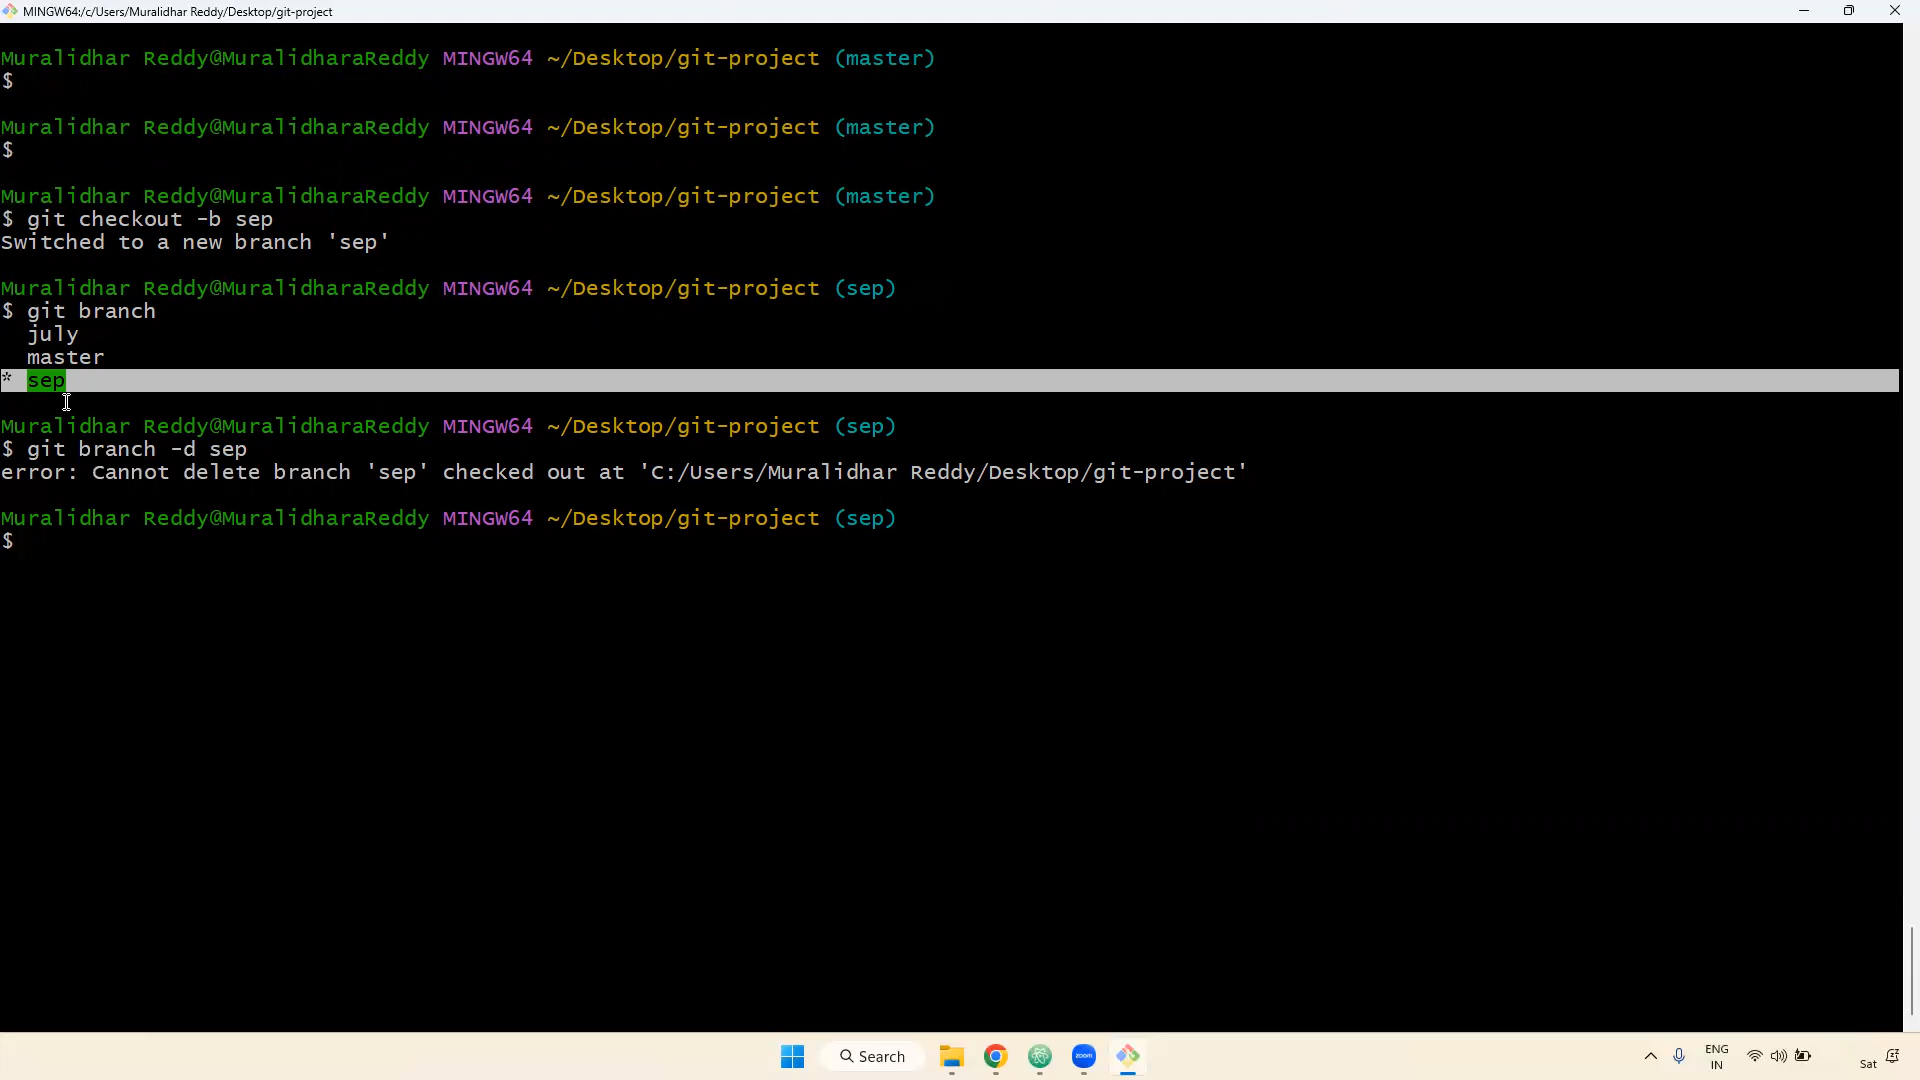 MINGW64:/c/Users/Muralidhar Reddy/Desktop/git-project
Muralidhar Reddy@MuralidharaReddy MINGW64 ~/Desktop/git-project (master)
$
Muralidhar Reddy@MuralidharaReddy MINGW64 ~/Desktop/git-project (master)
$
Muralidhar Reddy@MuralidharaReddy MINGW64 ~/Desktop/git-project (master)
$ git checkout -b sep
Switched to a new branch 'sep'
Muralidhar Reddy@MuralidharaReddy MINGW64 ~/Desktop/git-project (sep)
$ git branch
july
master
* sep
Muralidhar Reddy@MuralidharaReddy MINGW64 ~/Desktop/git-project (sep)
$ git branch -d sep
error: Cannot delete branch 'sep' checked out at 'C:/Users/Muralidhar Reddy/Desktop/git-project'
Muralidhar Reddy@MuralidharaReddy MINGW64 ~/Desktop/git-project (sep)
$
Search
zoom
ENG
IN
Sat